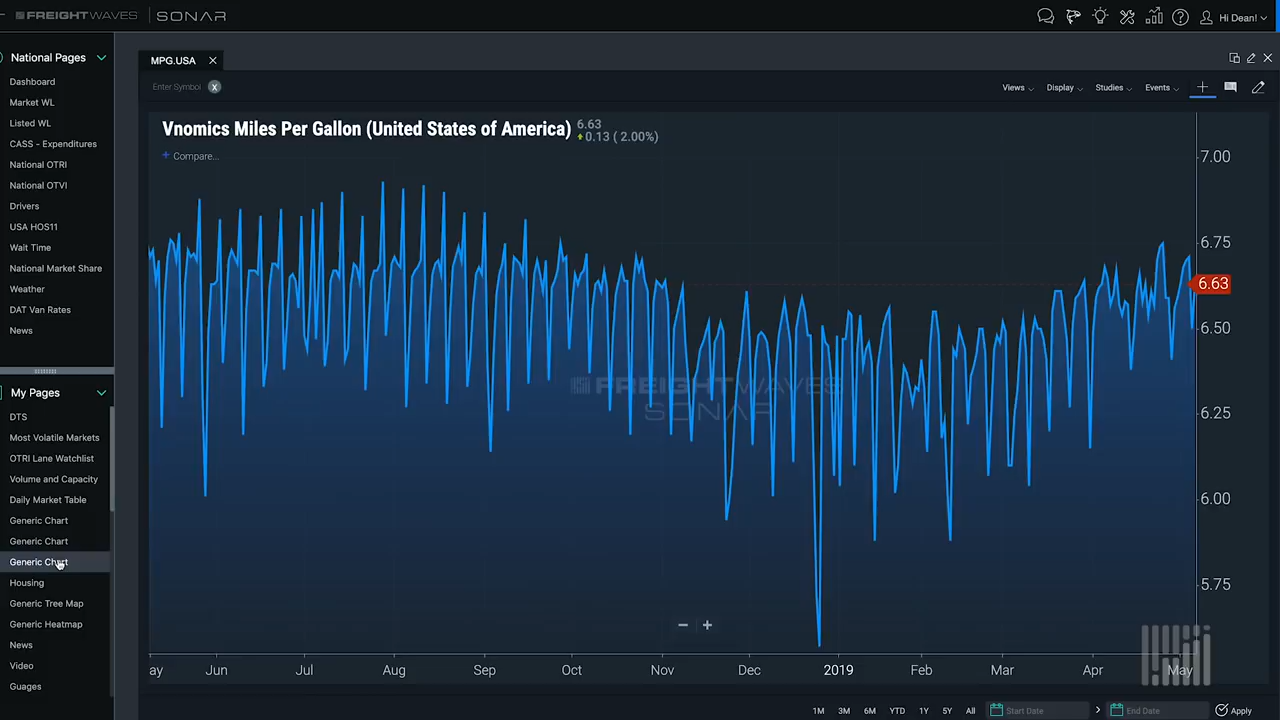 FREIGHTWAVES | SONAR
Hi Dean!
National Pages
Dashboard
Market WL
Listed WL
CASS - Expenditures
National OTRI
National OTVI
Drivers
USA HOS11
Wait Time
National Market Share
Weather
DAT Van Rates
News
My Pages
DTS
Most Volatile Markets
OTRI Lane Watchlist
Volume and Capacity
Daily Market Table
Generic Chart
Generic Chart
Generic Chart
Housing
Generic Tree Map
Generic Heatmap
News
Video
Guages
MPG.USA
Enter Symbol
Views
Display
Studies
Events
Vnomics Miles Per Gallon (United States of America)
6.63
0.13 ( 2.00%)
+ Compare...
7.00
6.75
6.63
6.50
6.25
6.00
5.75
FREIGHTWAVES
SONAR
ay Jun Jul Aug Sep Oct Nov Dec 2019 Feb Mar Apr May
1M 3M 6M YTD 1Y 5Y All Start Date End Date Apply